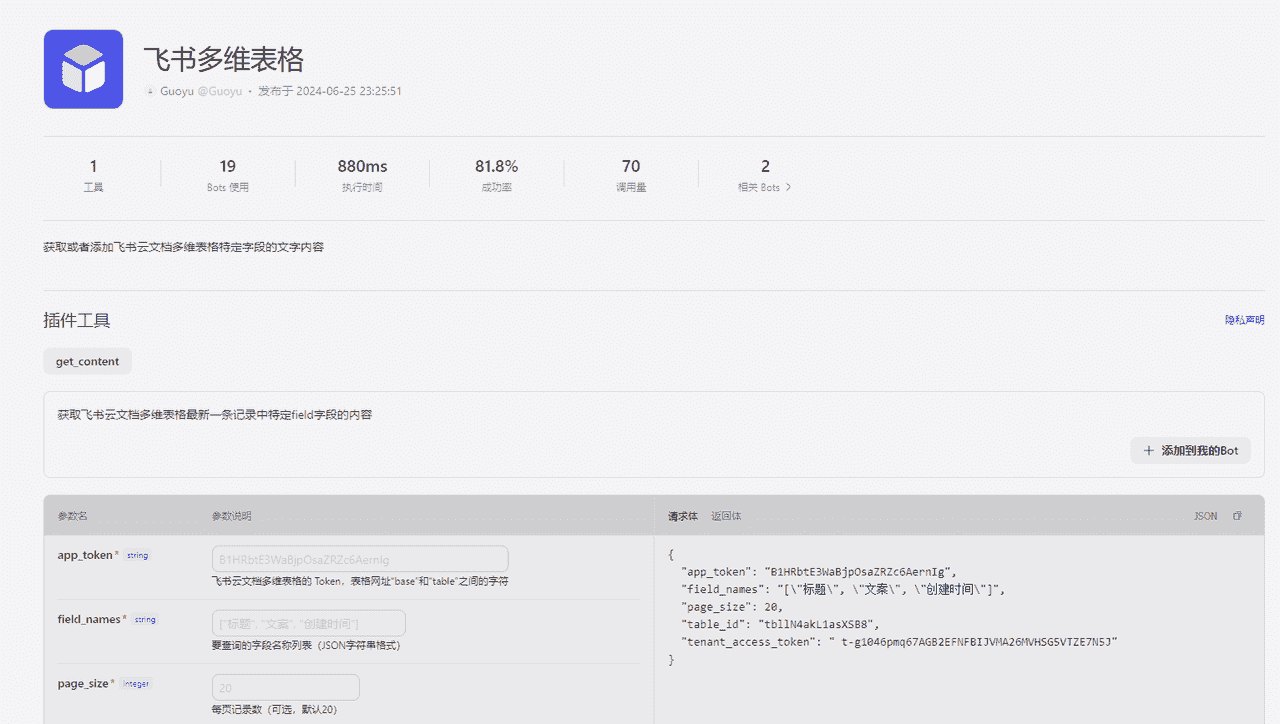 飞书多维表格
Guoyu @Guoyu · 发布于 2024-06-25 23:25:51
1 19 880ms 81.8% 70 2
工具 Bots 使用 执行时间 成功率 调用量 相关 Bots
获取或者添加飞书云文档多维表格特定字段的文字内容
插件工具 隐私声明
get_content
获取飞书云文档多维表格最新一条记录中特定field字段的内容
添加到我的Bot
参数名 参数说明
app_token* string
B1HRbtE3WaBjpOsaZRZc6AernIg
飞书云文档多维表格的 Token，表格网址"base"和"table"之间的字符
field_names* string
["标题", "文案", "创建时间"]
要查询的字段名称列表（JSON字符串格式）
page_size* integer
20
每页记录数（可选，默认20）
请求体 返回体 JSON
{
"app_token": "B1HRbtE3WaBjpOsaZRZc6AernIg",
"field_names": "[\"标题\", \"文案\", \"创建时间\"]",
"page_size": 20,
"table_id": "tbllN4akL1asXSB8",
"tenant_access_token": " t-g1046pmq67AGB2EFNFBIJVMA26MVHSG5VTZE7N5J"
}